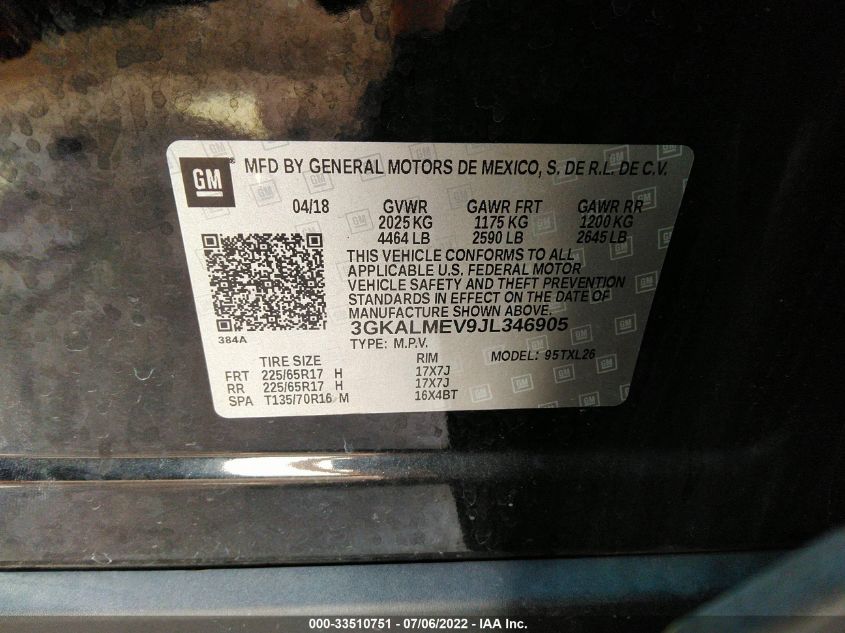 GM
MFD BY GENERAL MOTORS DE MEXICO, S. DE R.L. DE C.V.
04/18 GVWR GAWR FRT GAWR RR
2025 KG 1175 KG 1200 KG
4464 LB 2590 LB 2645 LB
THIS VEHICLE CONFORMS TO ALL
APPLICABLE U.S. FEDERAL MOTOR
VEHICLE SAFETY AND THEFT PREVENTION
STANDARDS IN EFFECT ON THE DATE OF
MANUFACTURE SHOWN ABOVE.
3GKALMEV9JL346905
384A
TYPE: M.P.V. MODEL: 95TXL26
TIRE SIZE RIM
FRT 225/65R17 H 17X7J
RR 225/65R17 H 17X7J
SPA T135/70R16 M 16X4BT
000-33510751 - 07/06/2022 - IAA Inc.